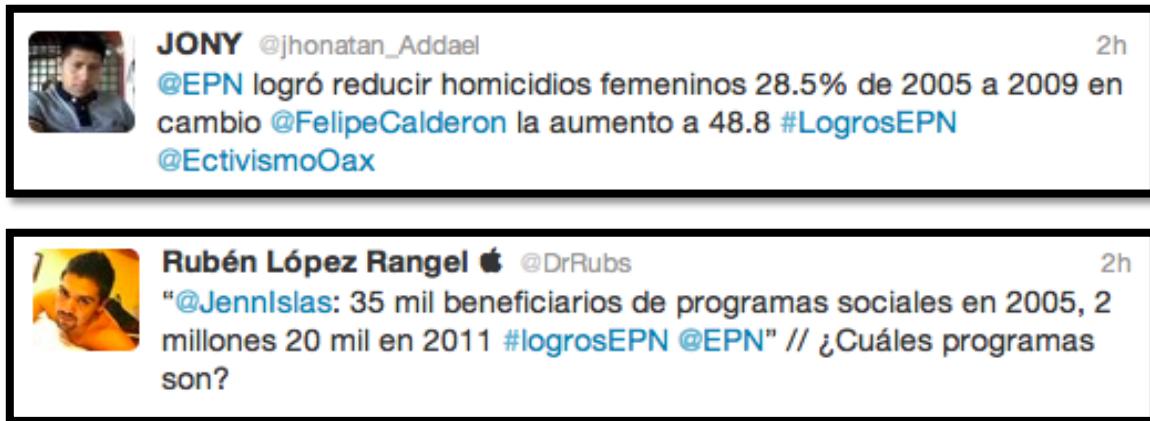 JONY @jhonatan_Addael 2h
@EPN logró reducir homicidios femeninos 28.5% de 2005 a 2009 en
cambio @FelipeCalderon la aumento a 48.8 #LogrosEPN
@EctivismoOax
Rubén López Rangel  @DrRubs 2h
“@JennIslas: 35 mil beneficiarios de programas sociales en 2005, 2
millones 20 mil en 2011 #logrosEPN @EPN” // ¿Cuáles programas
son?